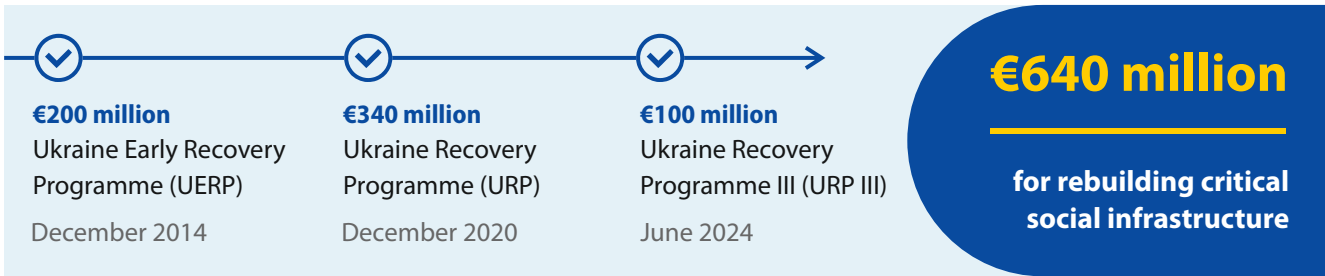 €200 million
Ukraine Early Recovery
Programme (UERP)
December 2014
€340 million
Ukraine Recovery
Programme (URP)
December 2020
€100 million
Ukraine Recovery
Programme III (URP III)
June 2024
€640 million
for rebuilding critical
social infrastructure